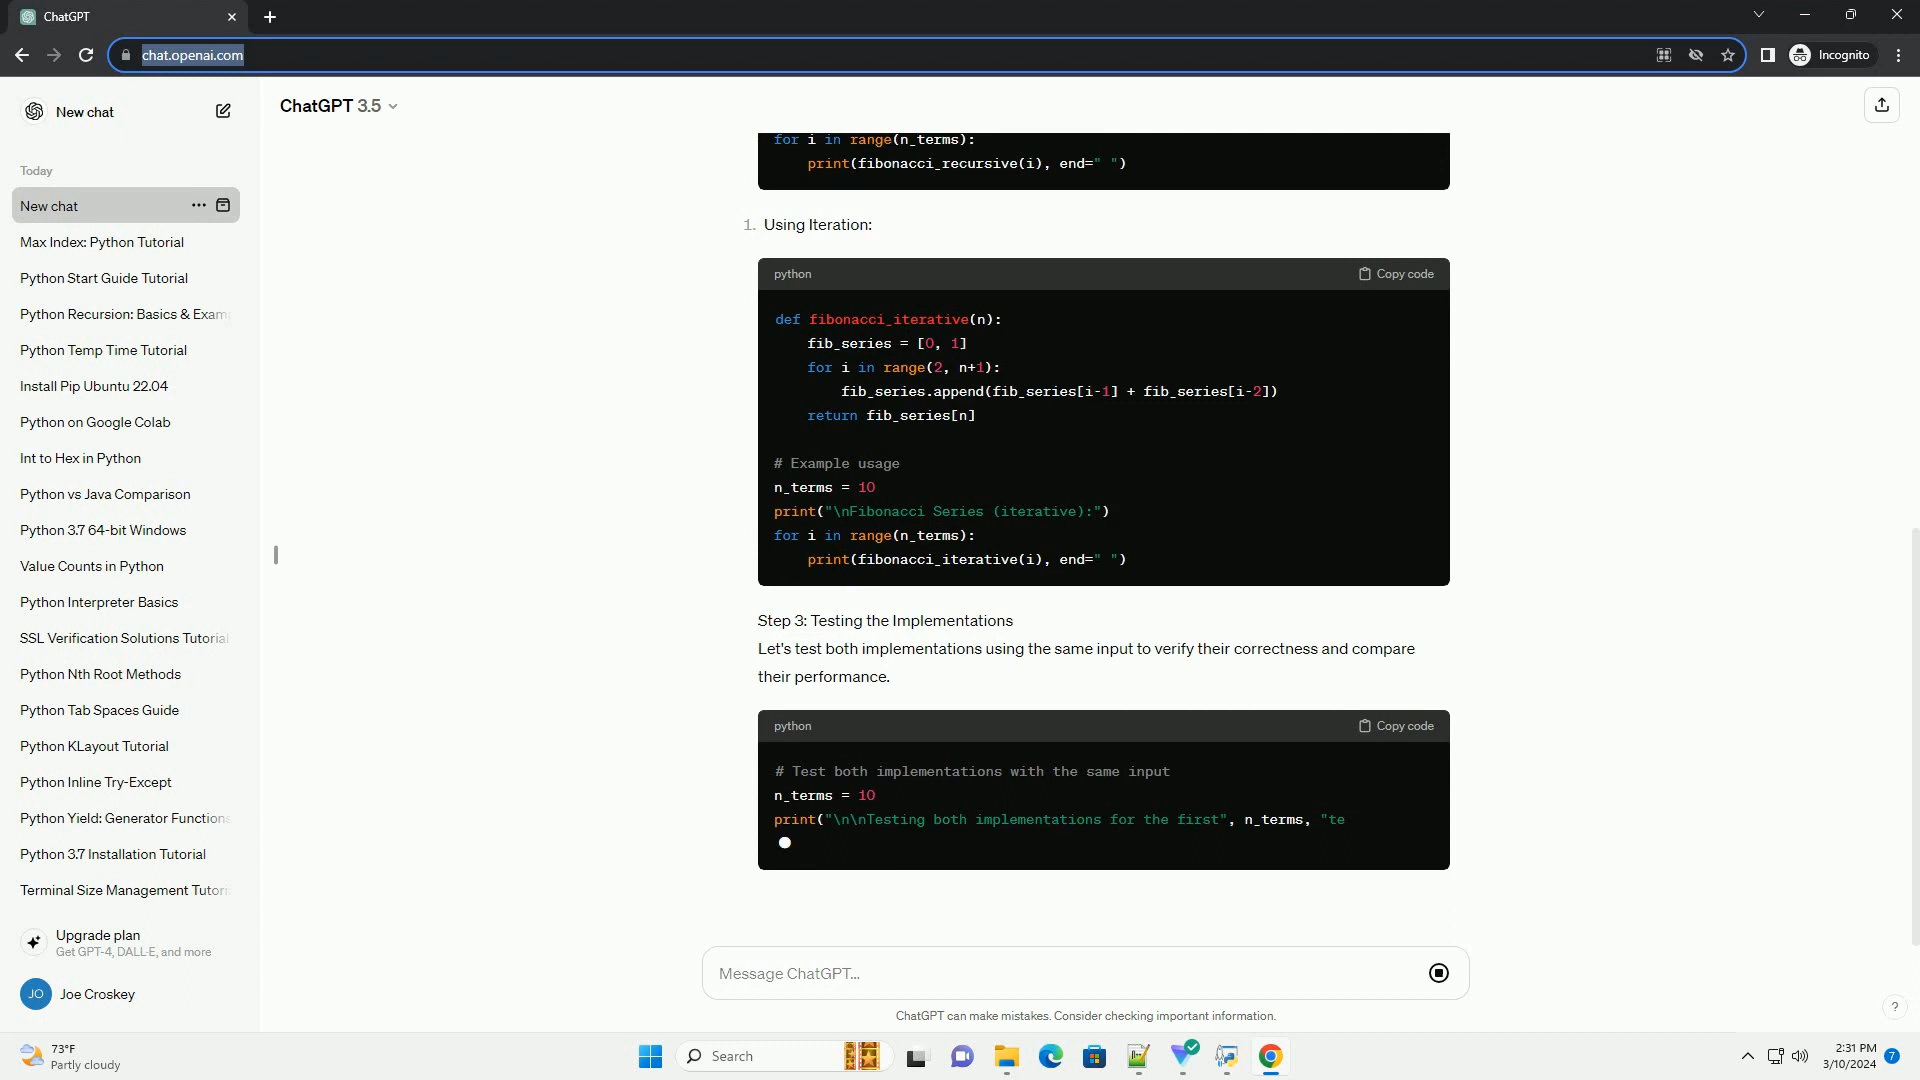 ChatGPT
chat.openai.com
Incognito
New chat
ChatGPT 3.5
Today
New chat
Max Index: Python Tutorial
Python Start Guide Tutorial
Python Recursion: Basics & Exam
Python Temp Time Tutorial
Install Pip Ubuntu 22.04
Python on Google Colab
Int to Hex in Python
Python vs Java Comparison
Python 3.7 64-bit Windows
Value Counts in Python
Python Interpreter Basics
SSL Verification Solutions Tutorial
Python Nth Root Methods
Python Tab Spaces Guide
Python KLayout Tutorial
Python Inline Try-Except
Python Yield: Generator Functions
Python 3.7 Installation Tutorial
Terminal Size Management Tutori
Upgrade plan
Get GPT-4, DALL·E, and more
JO Joe Croskey
for i in range(n_terms):
print(fibonacci_recursive(i), end=" ")
1. Using Iteration:
python Copy code
def fibonacci_iterative(n):
fib_series = [0, 1]
for i in range(2, n+1):
fib_series.append(fib_series[i-1] + fib_series[i-2])
return fib_series[n]
# Example usage
n_terms = 10
print("\nFibonacci Series (iterative):")
for i in range(n_terms):
print(fibonacci_iterative(i), end=" ")
Step 3: Testing the Implementations
Let's test both implementations using the same input to verify their correctness and compare
their performance.
python Copy code
# Test both implementations with the same input
n_terms = 10
print("\n\nTesting both implementations for the first", n_terms, "te
Message ChatGPT...
ChatGPT can make mistakes. Consider checking important information.
?
73°F
Partly cloudy
Search
2:31 PM
3/10/2024
7